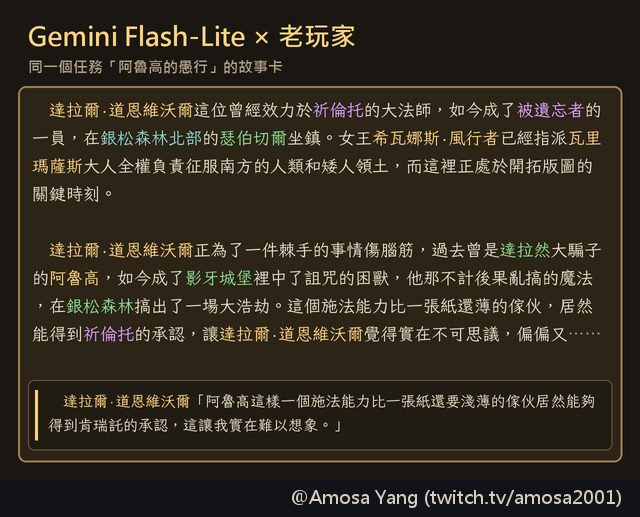 Gemini Flash-Lite × 老玩家
同一個任務「阿魯高的愚行」的故事卡
達拉爾·道恩維沃爾這位曾經效力於祈倫托的大法師，如今成了被遺忘者的
一員，在銀松森林北部的瑟伯切爾坐鎮。女王希瓦娜斯·風行者已經指派瓦里
瑪薩斯大人全權負責征服南方的人類和矮人領土，而這裡正處於開拓版圖的
關鍵時刻。
達拉爾·道恩維沃爾正為了一件棘手的事情傷腦筋，過去曾是達拉然大騙子
的阿魯高，如今成了影牙城堡裡中了詛咒的困獸，他那不計後果亂搞的魔法
，在銀松森林搞出了一場大浩劫。這個施法能力比一張紙還薄的傢伙，居然
能得到祈倫托的承認，讓達拉爾·道恩維沃爾覺得實在不可思議，偏偏又……
達拉爾·道恩維沃爾「阿魯高這樣一個施法能力比一張紙還要淺薄的傢伙居然能夠
得到肯瑞託的承認，這讓我實在難以想象。」
@Amosa Yang (twitch.tv/amosa2001)